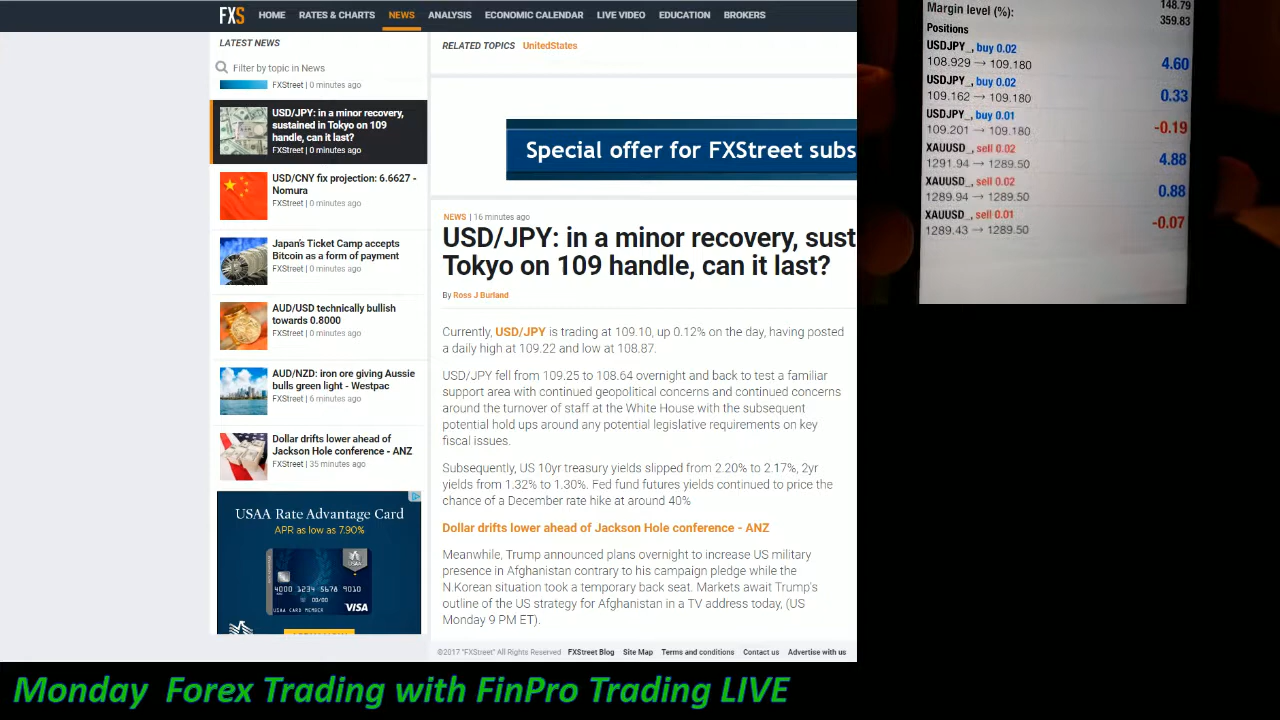 FXS HOME RATES & CHARTS NEWS ANALYSIS ECONOMIC CALENDAR LIVE VIDEO EDUCATION BROKERS
LATEST NEWS
Filter by topic in News
FXStreet | 0 minutes ago
USD/JPY: in a minor recovery,
sustained in Tokyo on 109
handle, can it last?
FXStreet | 0 minutes ago
USD/CNY fix projection: 6.6627 -
Nomura
FXStreet | 0 minutes ago
Japan's Ticket Camp accepts
Bitcoin as a form of payment
FXStreet | 0 minutes ago
AUD/USD technically bullish
towards 0.8000
FXStreet | 0 minutes ago
AUD/NZD: iron ore giving Aussie
bulls green light - Westpac
FXStreet | 6 minutes ago
Dollar drifts lower ahead of
Jackson Hole conference - ANZ
FXStreet | 35 minutes ago
USAA Rate Advantage Card
APR as low as 7.90%
USAA
4000 1234 5678 9010
00/00
USAA CARD MEMBER
VISA
RELATED TOPICS UnitedStates
Special offer for FXStreet subs
NEWS | 16 minutes ago
USD/JPY: in a minor recovery, sust
Tokyo on 109 handle, can it last?
By Ross J Burland
Currently, USD/JPY is trading at 109.10, up 0.12% on the day, having posted
a daily high at 109.22 and low at 108.87.
USD/JPY fell from 109.25 to 108.64 overnight and back to test a familiar
support area with continued geopolitical concerns and continued concerns
around the turnover of staff at the White House with the subsequent
potential hold ups around any potential legislative requirements on key
fiscal issues.
Subsequently, US 10yr treasury yields slipped from 2.20% to 2.17%, 2yr
yields from 1.32% to 1.30%. Fed fund futures yields continued to price the
chance of a December rate hike at around 40%
Dollar drifts lower ahead of Jackson Hole conference - ANZ
Meanwhile, Trump announced plans overnight to increase US military
presence in Afghanistan contrary to his campaign pledge while the
N.Korean situation took a temporary back seat. Markets await Trump's
outline of the US strategy for Afghanistan in a TV address today, (US
Monday 9 PM ET).
©2017 "FXStreet" All Rights Reserved FXStreet Blog Site Map Terms and conditions Contact us Advertise with us
148.79
Margin level (%): 359.83
Positions
USDJPY_, buy 0.02
108.929 → 109.180 4.60
USDJPY_, buy 0.02
109.162 → 109.180 0.33
USDJPY_, buy 0.01
109.201 → 109.180 -0.19
XAUUSD_, sell 0.02
1291.94 → 1289.50 4.88
XAUUSD_, sell 0.02
1289.94 → 1289.50 0.88
XAUUSD_, sell 0.01
1289.43 → 1289.50 -0.07
Monday Forex Trading with FinPro Trading LIVE